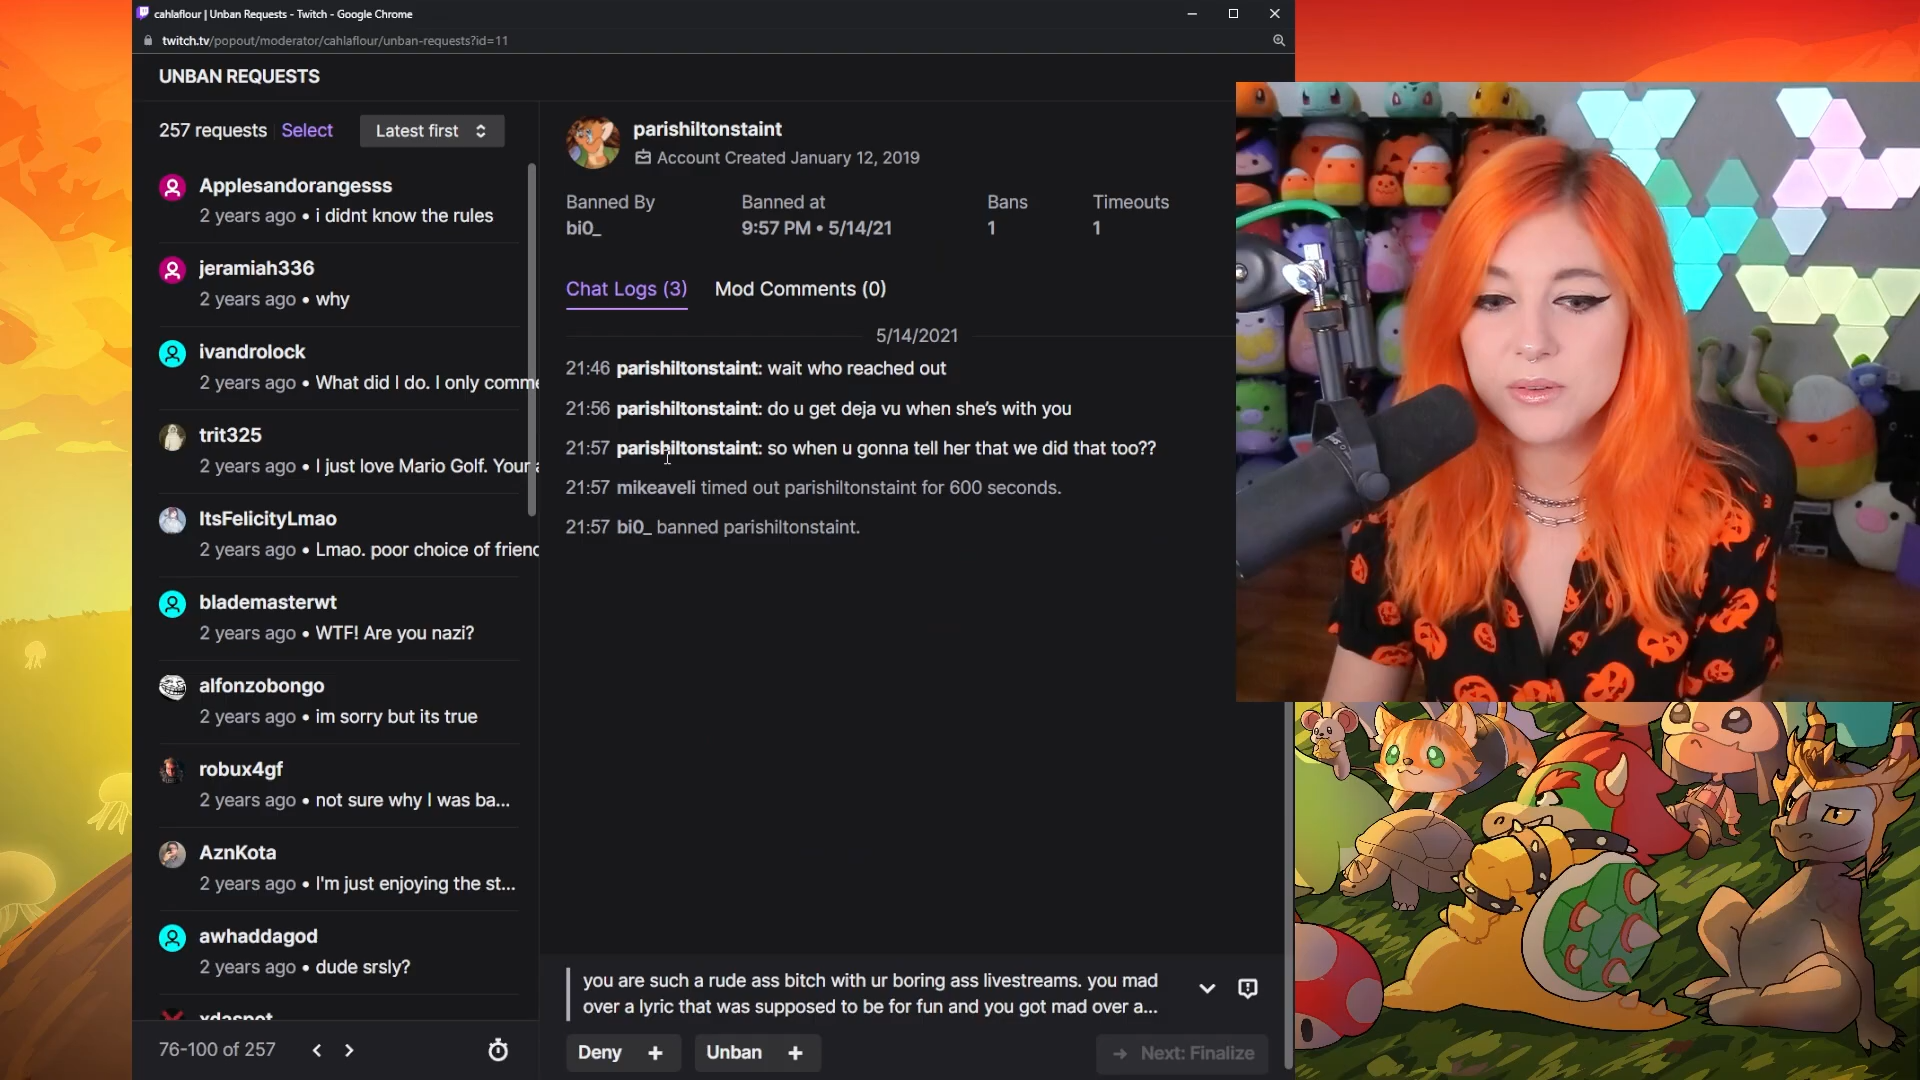 cahlaflour | Unban Requests - Twitch - Google Chrome
twitch.tv/popout/moderator/cahlaflour/unban-requests?id=11
UNBAN REQUESTS
257 requests Select Latest first
Applesandorangesss
2 years ago • i didnt know the rules
jeramiah336
2 years ago • why
ivandrolock
2 years ago • What did I do. I only comme
trit325
2 years ago • I just love Mario Golf. Your a
ItsFelicityLmao
2 years ago • Lmao. poor choice of friend
blademasterwt
2 years ago • WTF! Are you nazi?
alfonzobongo
2 years ago • im sorry but its true
robux4gf
2 years ago • not sure why I was ba...
AznKota
2 years ago • I'm just enjoying the st...
awhaddagod
2 years ago • dude srsly?
xdaspot
76-100 of 257
parishiltonstaint
Account Created January 12, 2019
Banned By Banned at Bans Timeouts
bi0_ 9:57 PM • 5/14/21 1 1
Chat Logs (3) Mod Comments (0)
5/14/2021
21:46 parishiltonstaint: wait who reached out
21:56 parishiltonstaint: do u get deja vu when she's with you
21:57 parishiltonstaint: so when u gonna tell her that we did that too??
21:57 mikeaveli timed out parishiltonstaint for 600 seconds.
21:57 bi0_ banned parishiltonstaint.
you are such a rude ass bitch with ur boring ass livestreams. you mad
over a lyric that was supposed to be for fun and you got mad over a...
Deny + Unban + → Next: Finalize